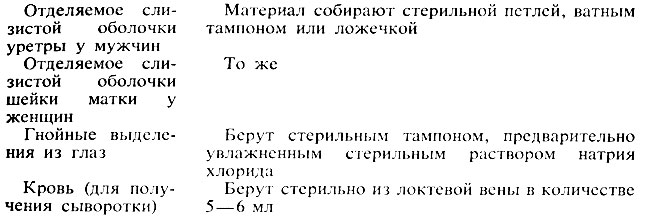 Отделяемое сли-
зистой оболочки
уретры у мужчин
Материал собирают стерильной петлей, ватным
тампоном или ложечкой
Отделяемое сли-
зистой оболочки
шейки матки у
женщин
То же
Гнойные выделе-
ния из глаз
Берут стерильным тампоном, предварительно
увлажненным стерильным раствором натрия
хлорида
Кровь (для полу-
чения сыворотки)
Берут стерильно из локтевой вены в количестве
5—6 мл